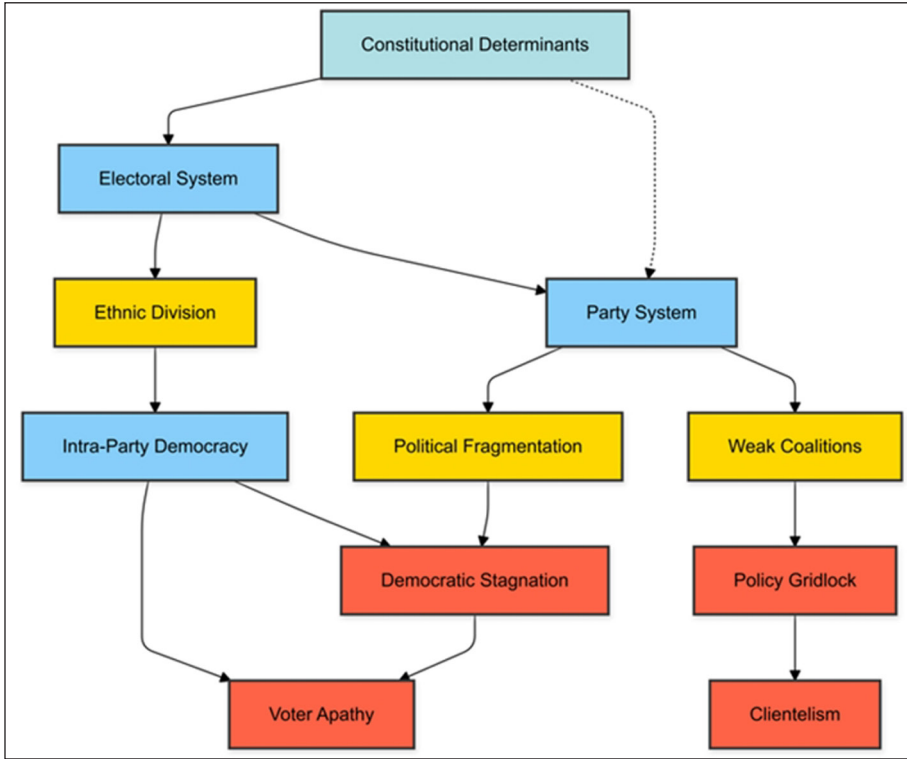 Constitutional Determinants
Electoral System
Ethnic Division
Party System
Intra-Party Democracy
Political Fragmentation
Weak Coalitions
Democratic Stagnation
Policy Gridlock
Voter Apathy
Clientelism